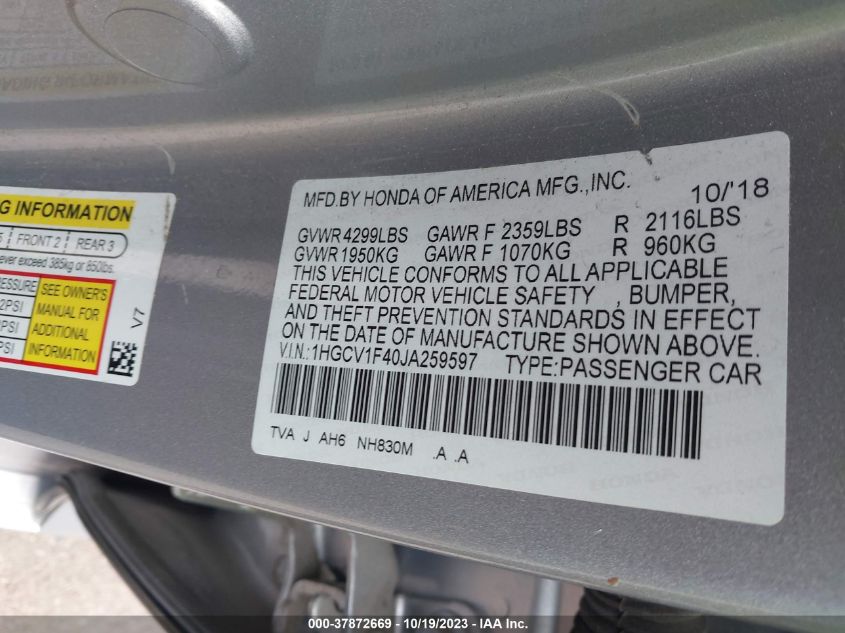 MFD.BY HONDA OF AMERICA MFG.,INC. 10/'18
GVWR 4299LBS GAWR F 2359LBS R 2116LBS
GVWR 1950KG GAWR F 1070KG R 960KG
THIS VEHICLE CONFORMS TO ALL APPLICABLE
FEDERAL MOTOR VEHICLE SAFETY , BUMPER,
AND THEFT PREVENTION STANDARDS IN EFFECT
ON THE DATE OF MANUFACTURE SHOWN ABOVE.
V.I.N.:1HGCV1F40JA259597 TYPE:PASSENGER CAR
TVA J AH6 NH830M .A .A
INFORMATION
FRONT 2 REAR 3
exceed 385kg or 850lbs.
SEE OWNER'S
MANUAL FOR
ADDITIONAL
INFORMATION
PSI
V7
000-37872669 - 10/19/2023 - IAA Inc.